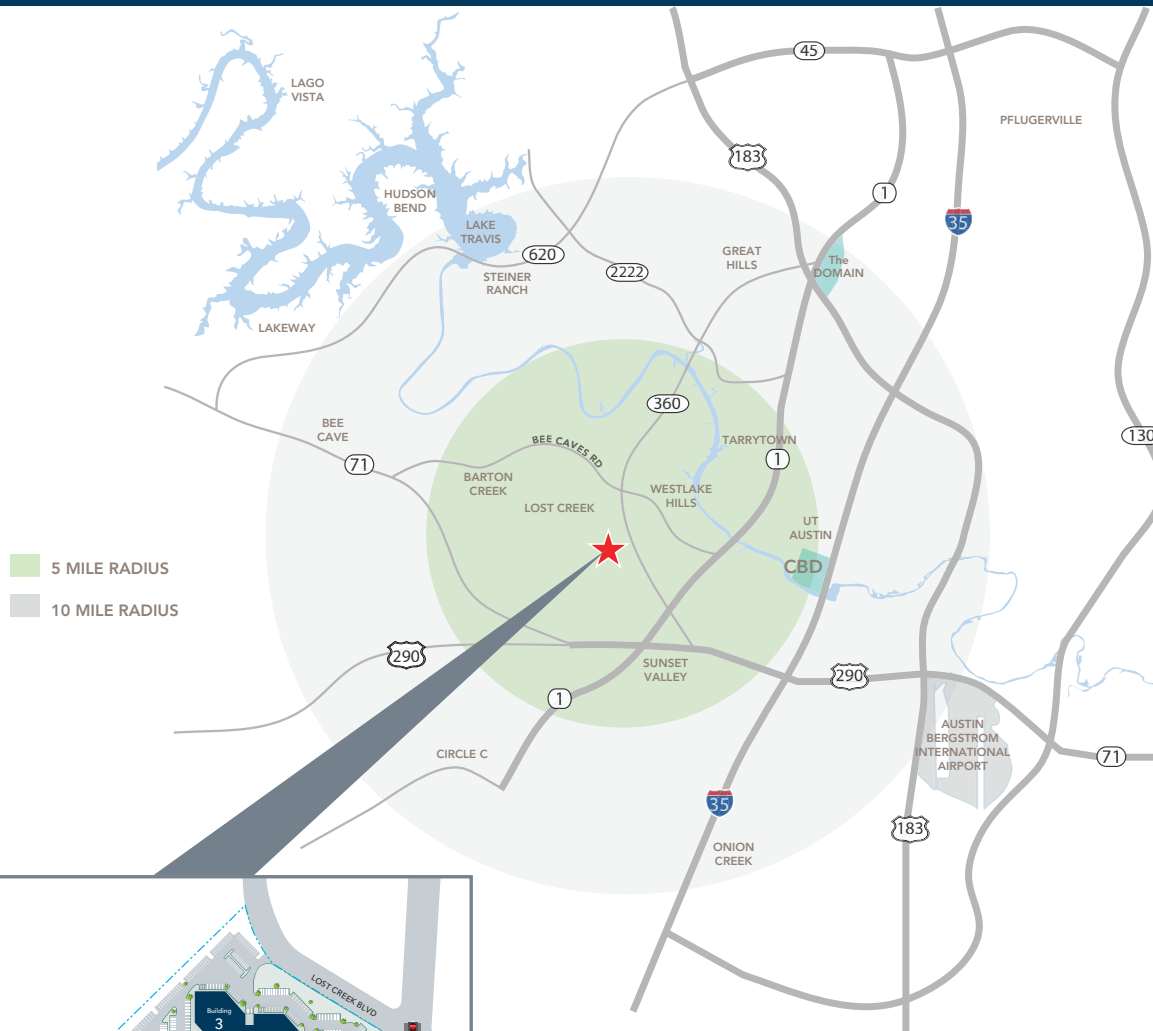 45
LAGO
VISTA
PFLUGERVILLE
183
1
HUDSON
BEND
35
LAKE
TRAVIS
620
GREAT
HILLS
The
DOMAIN
2222
STEINER
RANCH
LAKEWAY
360
BEE
CAVE
BEE CAVES RD
TARRYTOWN
130
71
1
BARTON
CREEK
WESTLAKE
HILLS
LOST CREEK
UT
AUSTIN
CBD
5 MILE RADIUS
10 MILE RADIUS
290
SUNSET
VALLEY
290
1
AUSTIN
BERGSTROM
INTERNATIONAL
AIRPORT
CIRCLE C
71
35
183
ONION
CREEK
LOST CREEK BLVD
Building
3